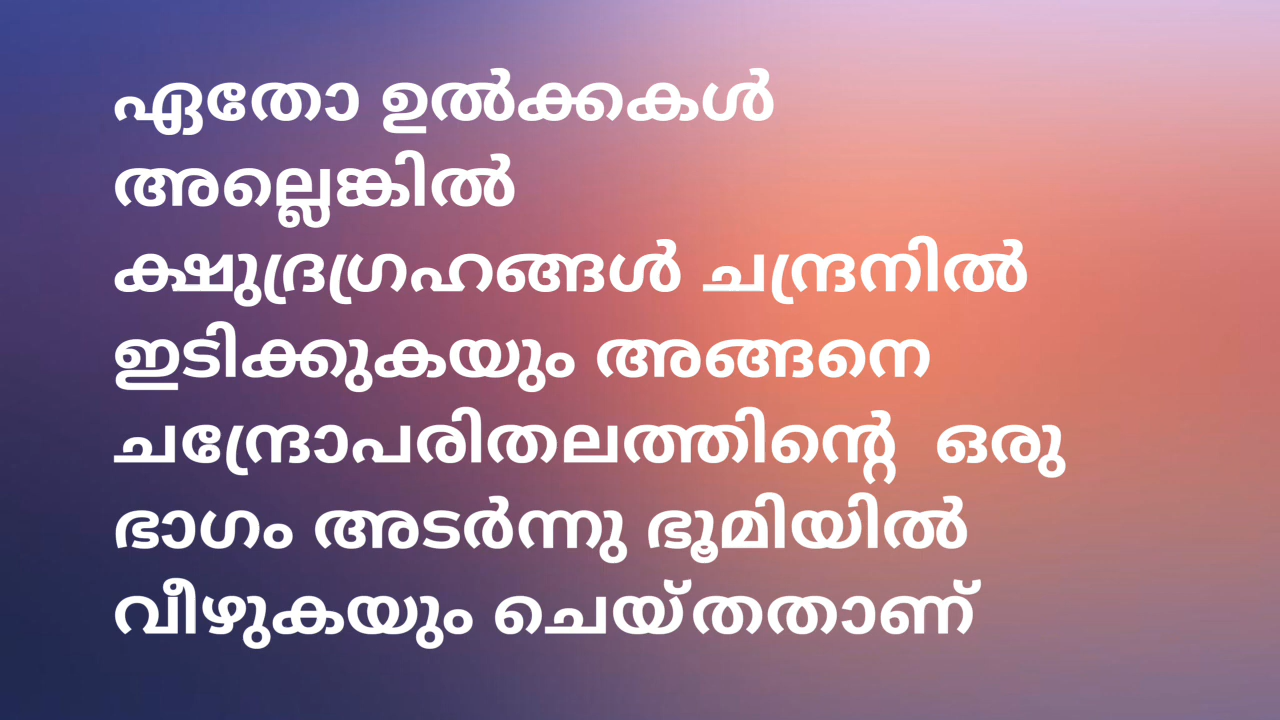 ഏതോ ഉൽക്കകൾ
അല്ലെങ്കിൽ
ക്ഷുദ്രഗ്രഹങ്ങൾ ചന്ദ്രനിൽ
ഇടിക്കുകയും അങ്ങനെ
ചന്ദ്രോപരിതലത്തിന്റെ ഒരു
ഭാഗം അടർന്നു ഭൂമിയിൽ
വീഴുകയും ചെയ്തതാണ്